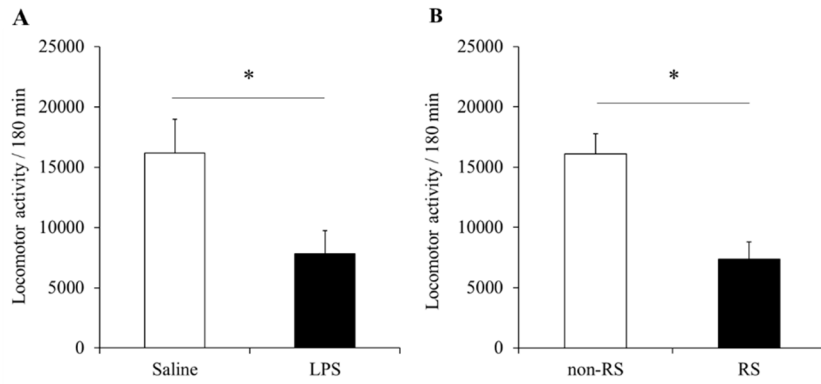 A
Locomotor activity / 180 min
25000
20000
15000
10000
5000
0
*
Saline
LPS
B
Locomotor activity / 180 min
25000
20000
15000
10000
5000
0
*
non-RS
RS